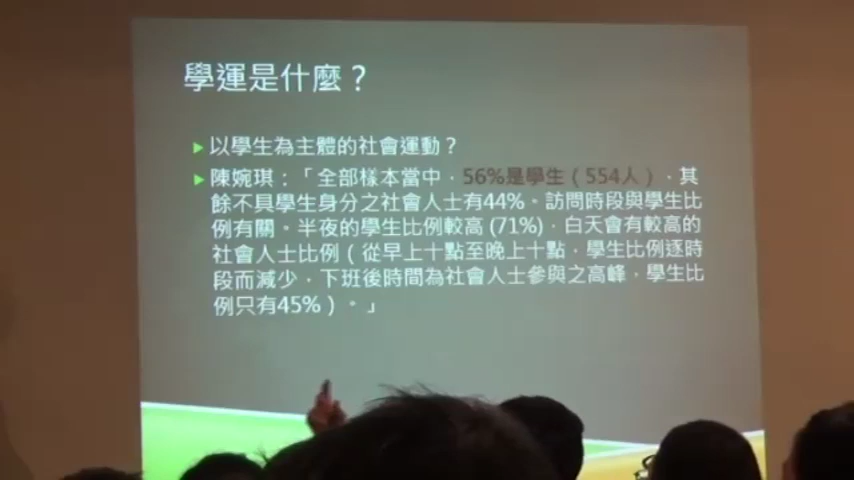 學運是什麼？
以學生為主體的社會運動？
陳婉琪：「全部樣本當中，56%是學生（554人），其
餘不具學生身分之社會人士有44%。訪問時段與學生比
例有關。半夜的學生比例較高 (71%)，白天會有較高的
社會人士比例（從早上十點至晚上十點，學生比例逐時
段而減少，下班後時間為社會人士參與之高峰，學生比
例只有45%）。」